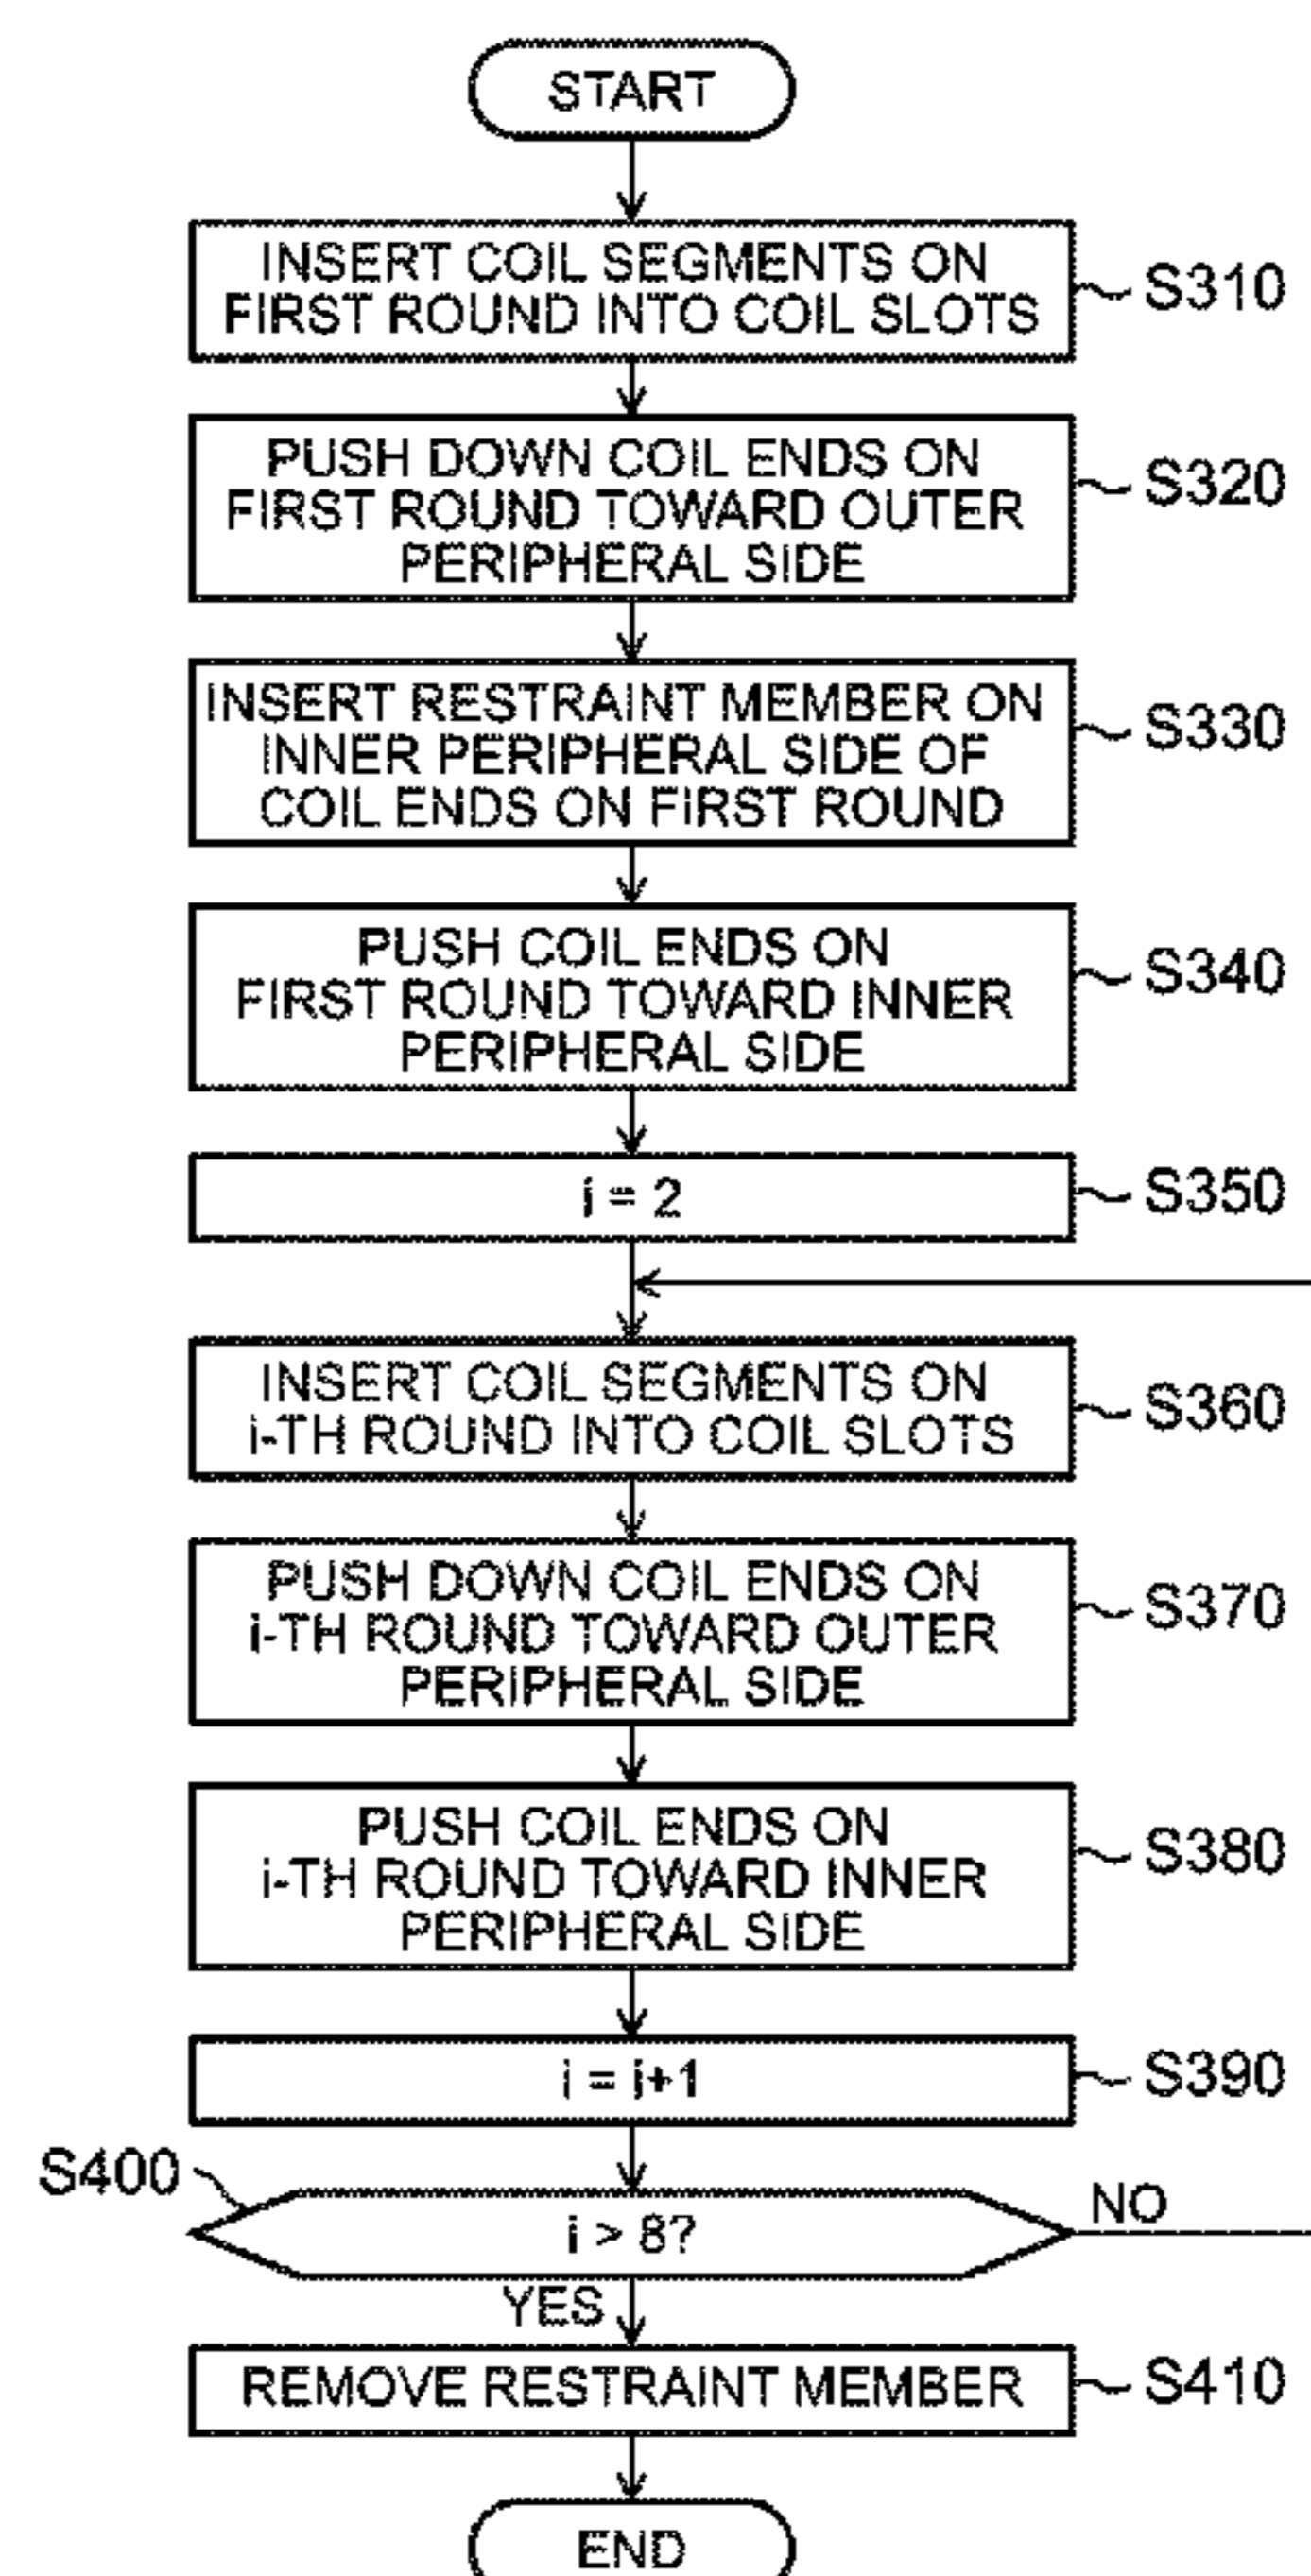 START
INSERT COIL SEGMENTS ON
FIRST ROUND INTO COIL SLOTS
S310
PUSH DOWN COIL ENDS ON
FIRST ROUND TOWARD OUTER
PERIPHERAL SIDE
S320
INSERT RESTRAINT MEMBER ON
INNER PERIPHERAL SIDE OF
COIL ENDS ON FIRST ROUND
S330
PUSH COIL ENDS ON
FIRST ROUND TOWARD INNER
PERIPHERAL SIDE
S340
i = 2
S350
INSERT COIL SEGMENTS ON
i-TH ROUND INTO COIL SLOTS
S360
PUSH DOWN COIL ENDS ON
i-TH ROUND TOWARD OUTER
PERIPHERAL SIDE
S370
PUSH COIL ENDS ON
i-TH ROUND TOWARD INNER
PERIPHERAL SIDE
S380
i = i+1
S390
S400
i > 8?
NO
YES
REMOVE RESTRAINT MEMBER
S410
END